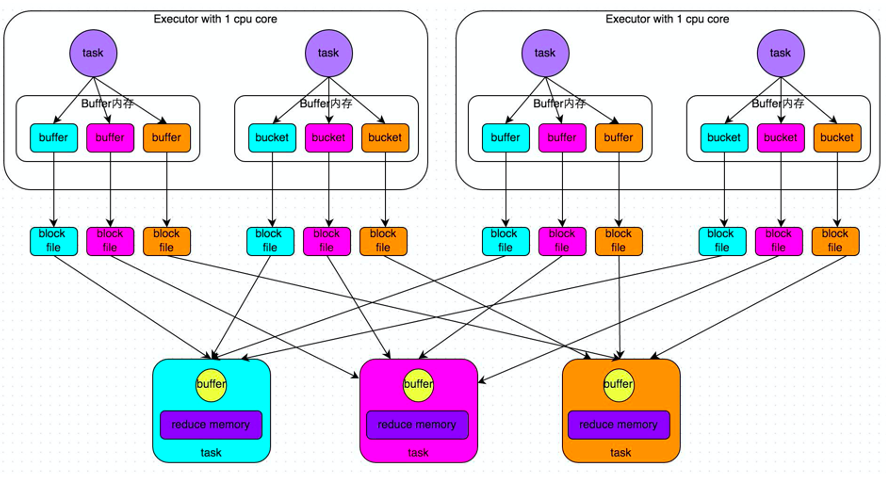 Executor with 1 cpu core
Executor with 1 cpu core
task
task
task
task
Buffer内存
Buffer内存
Buffer内存
Buffer内存
buffer
buffer
buffer
bucket
bucket
bucket
buffer
buffer
buffer
bucket
bucket
bucket
block
file
block
file
block
file
block
file
block
file
block
file
block
file
block
file
block
file
block
file
block
file
block
file
buffer
reduce memory
task
buffer
reduce memory
task
buffer
reduce memory
task